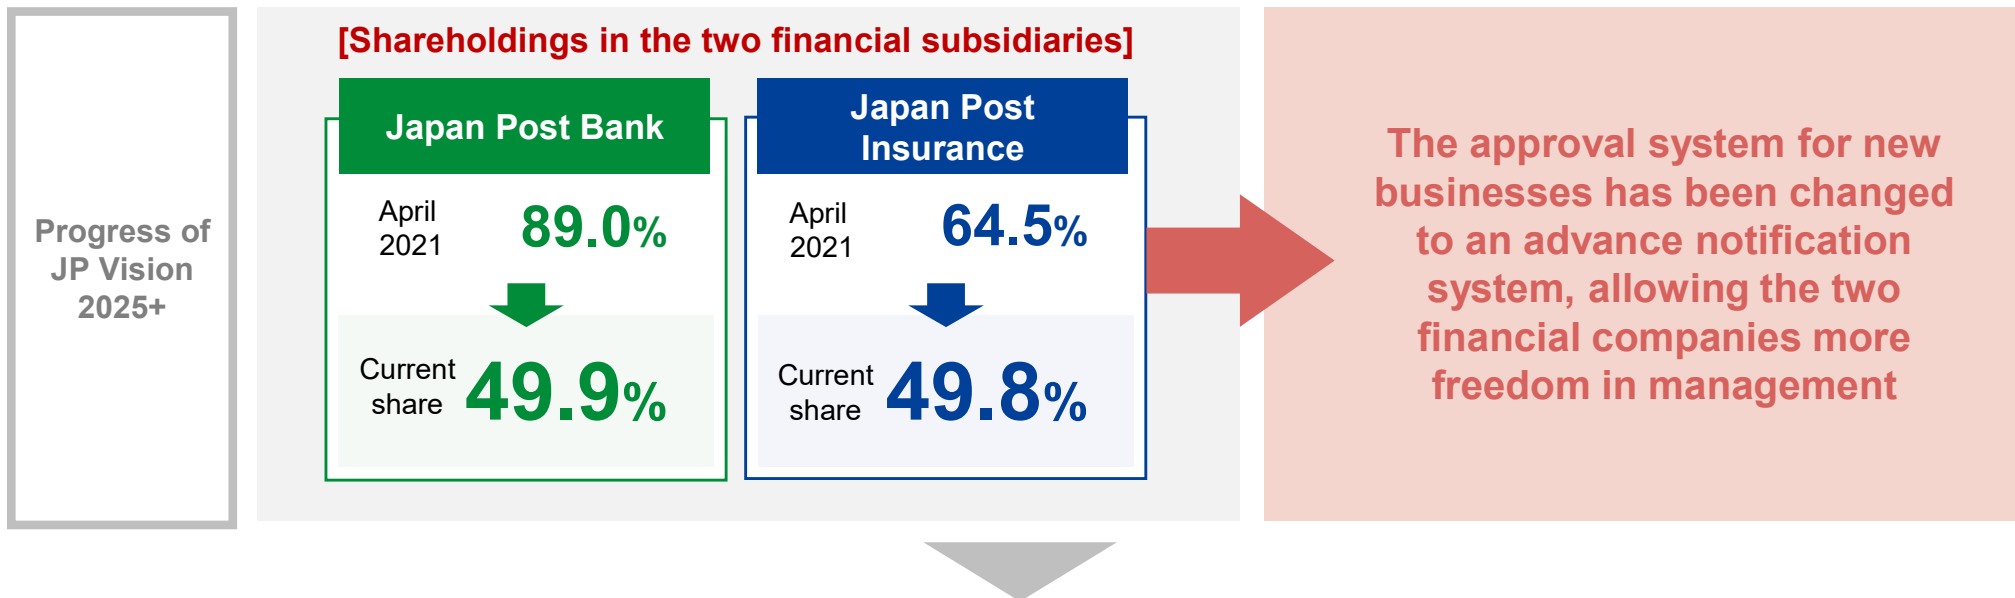 Progress of
JP Vision
2025+
[Shareholdings in the two financial subsidiaries]
Japan Post Bank
April
2021
89.0%
Current
share
49.9%
Japan Post
Insurance
April
2021
64.5%
Current
share
49.8%
The approval system for new
businesses has been changed
to an advance notification
system, allowing the two
financial companies more
freedom in management